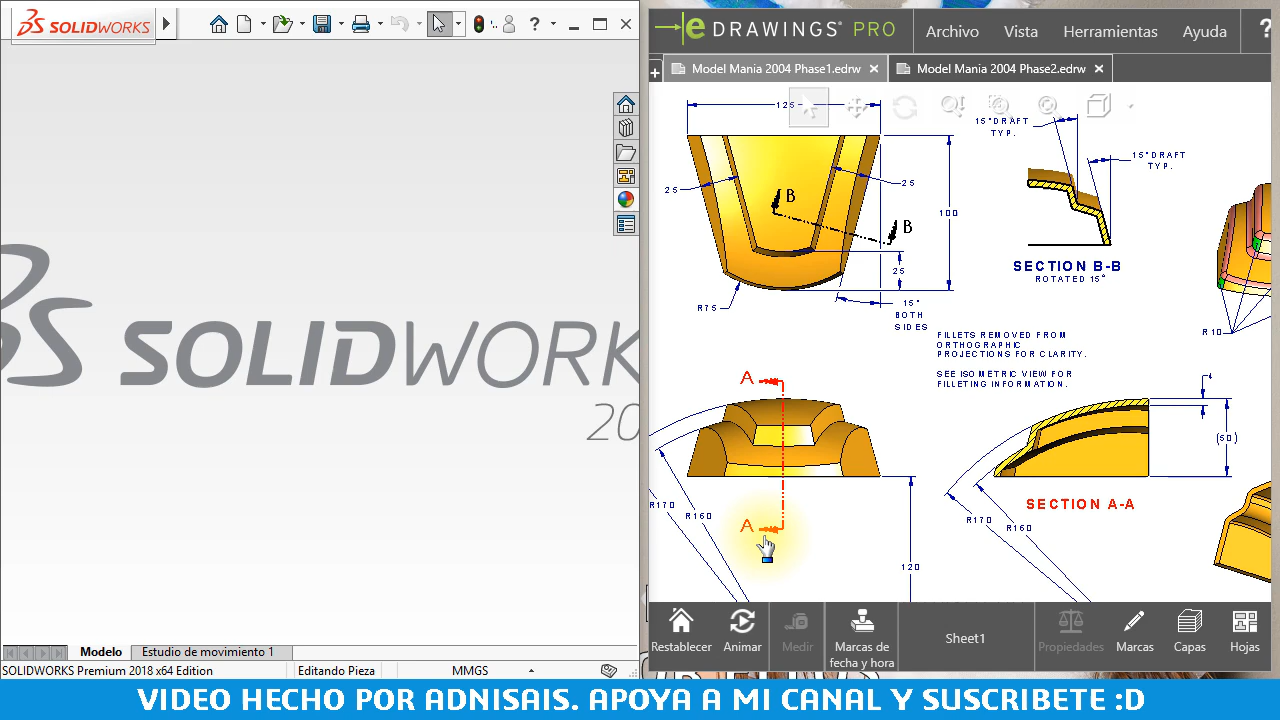 SOLIDWORKS
?
SOLIDWORK
20
Modelo
Estudio de movimiento 1
SOLIDWORKS Premium 2018 x64 Edition
Editando Pieza
MMGS
eDRAWINGS® PRO
Archivo
Vista
Herramientas
Ayuda
?
Model Mania 2004 Phase1.edrw
Model Mania 2004 Phase2.edrw
125
15°DRAFT
TYP.
15°DRAFT
TYP.
25
25
B
B
100
25
R75
15°
BOTH
SIDES
SECTION B-B
ROTATED 15°
R10
FILLETS REMOVED FROM
ORTHOGRAPHIC
PROJECTIONS FOR CLARITY.
SEE ISOMETRIC VIEW FOR
FILLETING INFORMATION.
A
4
(50)
SECTION A-A
A
R170
R160
R170
R160
120
Restablecer
Animar
Medir
Marcas de
fecha y hora
Sheet1
Propiedades
Marcas
Capas
Hojas
VIDEO HECHO POR ADNISAIS. APOYA A MI CANAL Y SUSCRIBETE :D